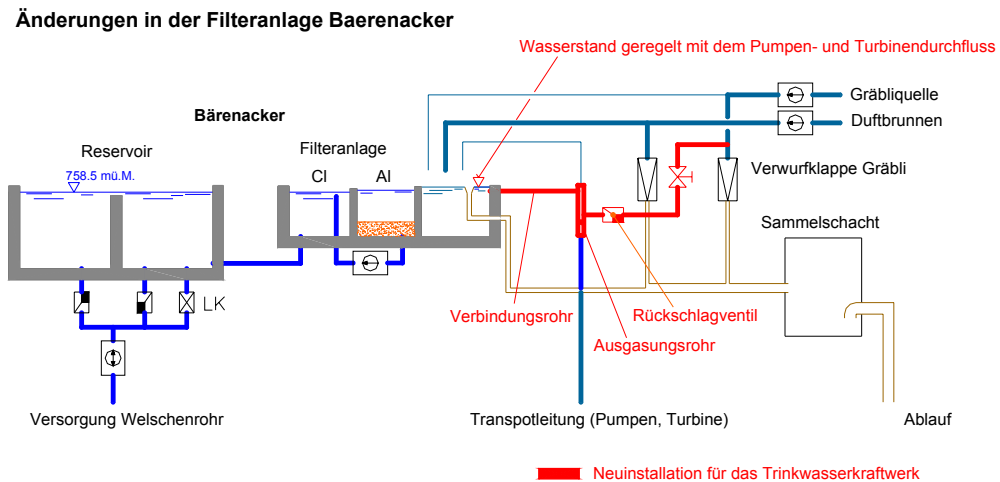 Änderungen in der Filteranlage Baerenacker
Wasserstand geregelt mit dem Pumpen- und Turbinendurchfluss
Gräbliquelle
Bärenacker
Duftbrunnen
Reservoir
Filteranlage
758.5 mü.M.
Cl
Al
Verwurfklappe Gräbli
Sammelschacht
LK
Verbindungsrohr
Rückschlagventil
Ausgasungsrohr
Versorgung Welschenrohr
Transpotleitung (Pumpen, Turbine)
Ablauf
Neuinstallation für das Trinkwasserkraftwerk